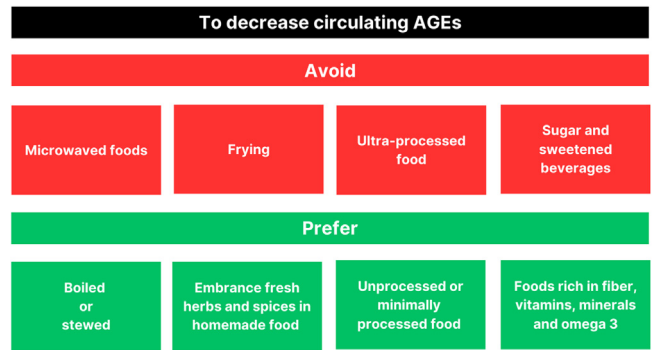 To decrease circulating AGEs
Avoid
Microwaved foods
Frying
Ultra-processed
food
Sugar and
sweetened
beverages
Prefer
Boiled
or
stewed
Embrance fresh
herbs and spices in
homemade food
Unprocessed or
minimally
processed food
Foods rich in fiber,
vitamins, minerals
and omega 3